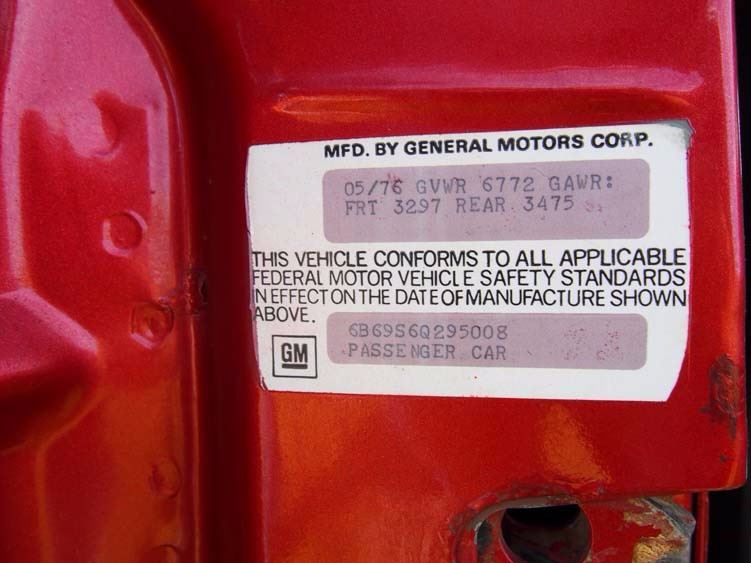 MFD. BY GENERAL MOTORS CORP.
05/76 GVWR 6772 GAWR:
FRT 3297 REAR 3475
THIS VEHICLE CONFORMS TO ALL APPLICABLE
FEDERAL MOTOR VEHICLE SAFETY STANDARDS
IN EFFECT ON THE DATE OF MANUFACTURE SHOWN
ABOVE.
6B69S6Q295008
PASSENGER CAR
GM